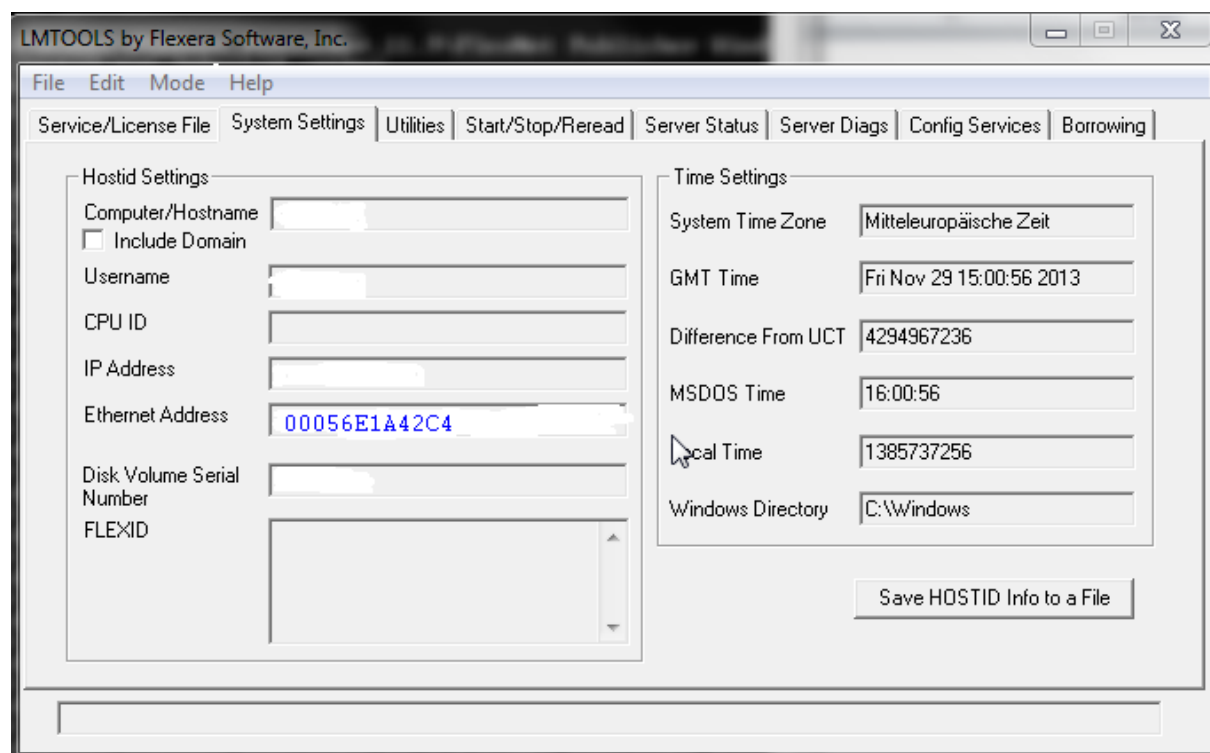 LMTOOLS by Flexera Software, Inc.
File Edit Mode Help
Service/License File System Settings Utilities Start/Stop/Reread Server Status Server Diags Config Services Borrowing
Hostid Settings
Computer/Hostname
Include Domain
Username
CPU ID
IP Address
Ethernet Address 00056E1A42C4
Disk Volume Serial
Number
FLEXID
Time Settings
System Time Zone Mitteleuropäische Zeit
GMT Time Fri Nov 29 15:00:56 2013
Difference From UCT 4294967236
MSDOS Time 16:00:56
Local Time 1385737256
Windows Directory C:\Windows
Save HOSTID Info to a File